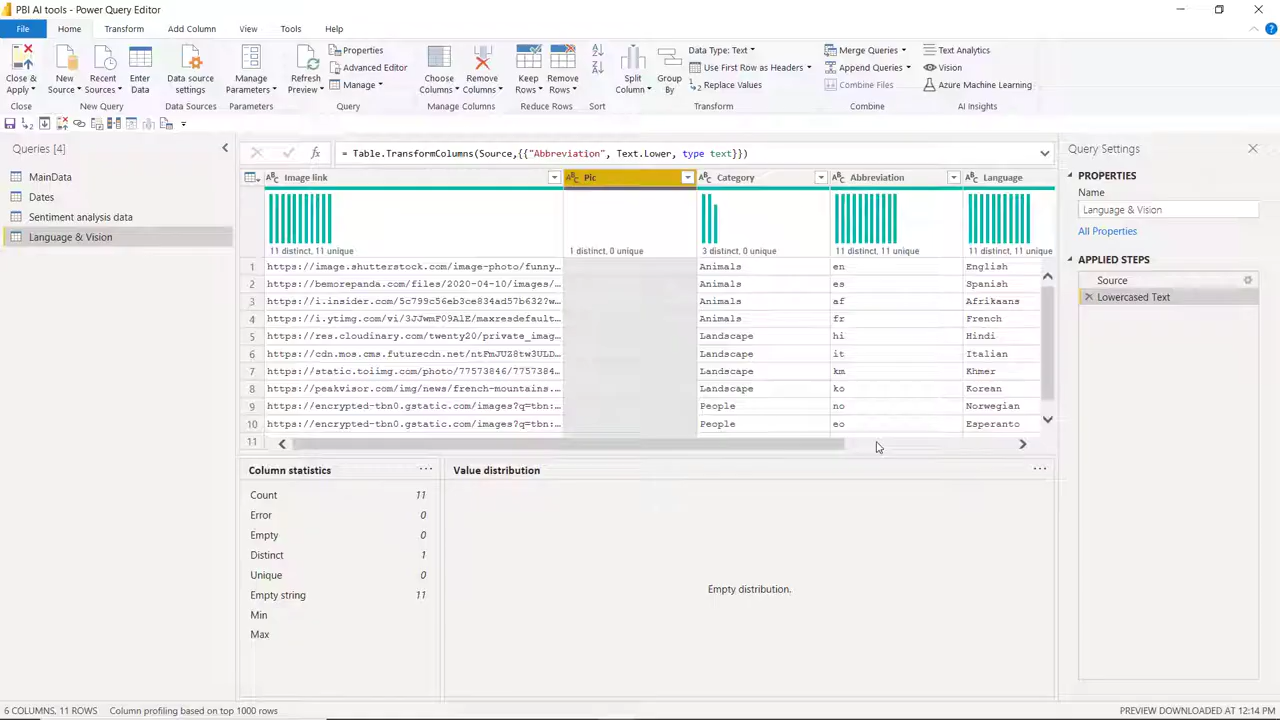 PBI AI tools - Power Query Editor
File Home Transform Add Column View Tools Help
Close & Apply New Source Recent Sources Enter Data Data source settings Manage Parameters Refresh Preview Properties Advanced Editor Manage Choose Columns Remove Columns Keep Rows Remove Rows Split Column Group By Data Type: Text Use First Row as Headers Replace Values Merge Queries Append Queries Combine Files Text Analytics Vision Azure Machine Learning
Close New Query Data Sources Parameters Query Manage Columns Reduce Rows Sort Transform Combine AI Insights
Queries [4]
MainData
Dates
Sentiment analysis data
Language & Vision
= Table.TransformColumns(Source,{{"Abbreviation", Text.Lower, type text}})
Image link Pic Category Abbreviation Language
11 distinct, 11 unique 1 distinct, 0 unique 3 distinct, 0 unique 11 distinct, 11 unique 11 distinct, 11 unique
1 https://image.shutterstock.com/image-photo/funny... Animals en English
2 https://bemorepanda.com/files/2020-04-10/images/... Animals es Spanish
3 https://i.insider.com/5c799c56eb3ce834ad57b632?w... Animals af Afrikaans
4 https://i.ytimg.com/vi/3JJwmF09AlE/maxresdefault... Animals fr French
5 https://res.cloudinary.com/twenty20/private_imag... Landscape hi Hindi
6 https://cdn.mos.cms.futurecdn.net/ntFmJUZ8tw3ULD... Landscape it Italian
7 https://static.toiimg.com/photo/77573846/7757384... Landscape km Khmer
8 https://peakvisor.com/img/news/french-mountains.... Landscape ko Korean
9 https://encrypted-tbn0.gstatic.com/images?q=tbn:... People no Norwegian
10 https://encrypted-tbn0.gstatic.com/images?q=tbn:... People eo Esperanto
11
Column statistics
Count 11
Error 0
Empty 0
Distinct 1
Unique 0
Empty string 11
Min
Max
Value distribution
Empty distribution.
Query Settings
PROPERTIES
Name
Language & Vision
All Properties
APPLIED STEPS
Source
Lowercased Text
6 COLUMNS, 11 ROWS Column profiling based on top 1000 rows PREVIEW DOWNLOADED AT 12:14 PM